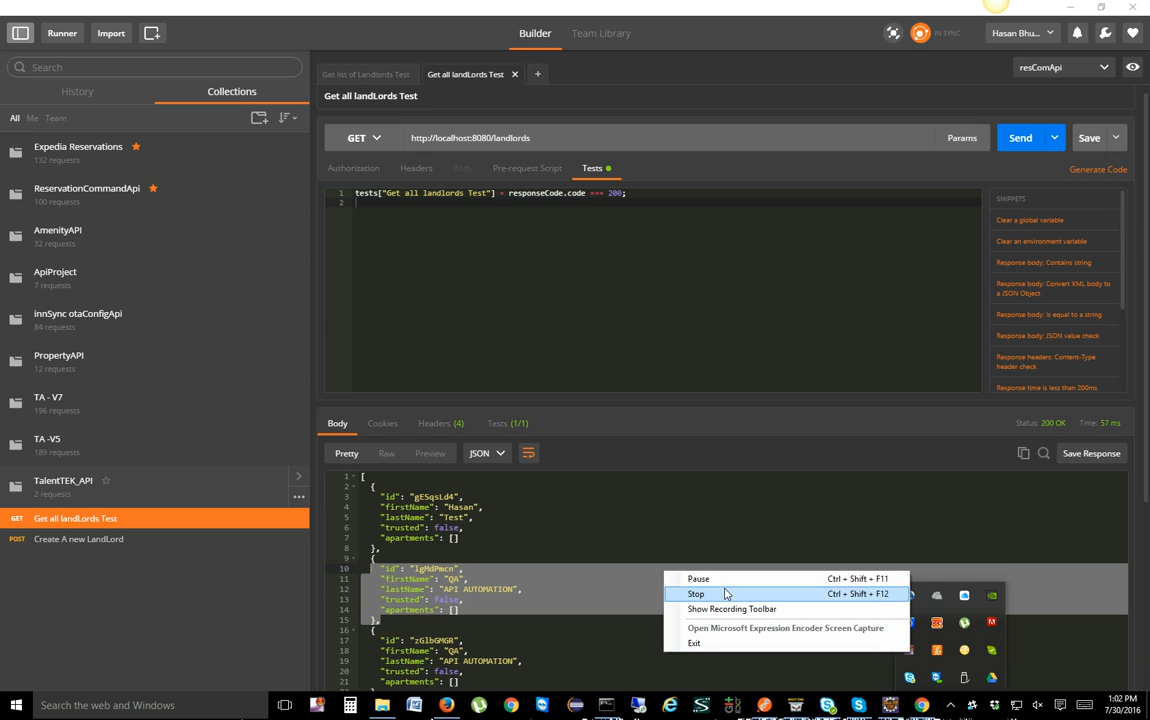 Runner
Import
Builder
Team Library
IN SYNC
Hasan Bhu...
Search
Get list of Landlords Test
Get all landLords Test
resComApi
History
Collections
Get all landLords Test
All Me Team
GET
http://localhost:8080/landlords
Params
Send
Save
Expedia Reservations
132 requests
Authorization
Headers
Body
Pre-request Script
Tests
Generate Code
ReservationCommandApi
100 requests
1 tests["Get all landlords Test"] = responseCode.code === 200;
2
SNIPPETS
Clear a global variable
Clear an environment variable
Response body: Contains string
Response body: Convert XML body to
a JSON Object
Response body: Is equal to a string
Response body: JSON value check
Response headers: Content-Type
header check
Response time is less than 200ms
AmenityAPI
32 requests
ApiProject
7 requests
innSync otaConfigApi
84 requests
PropertyAPI
12 requests
TA - V7
196 requests
TA -V5
189 requests
TalentTEK_API
2 requests
GET Get all landLords Test
POST Create A new LandLord
Body
Cookies
Headers (4)
Tests (1/1)
Status: 200 OK
Time: 57 ms
Pretty
Raw
Preview
JSON
Save Response
1 [
2 {
3 "id": "gESqsLd4",
4 "firstName": "Hasan",
5 "lastName": "Test",
6 "trusted": false,
7 "apartments": []
8 },
9 {
10 "id": "lgMdPmcn",
11 "firstName": "QA",
12 "lastName": "API AUTOMATION",
13 "trusted": false,
14 "apartments": []
15 },
16 {
17 "id": "zGlbGMGR",
18 "firstName": "QA",
19 "lastName": "API AUTOMATION",
20 "trusted": false,
21 "apartments": []
Pause Ctrl + Shift + F11
Stop Ctrl + Shift + F12
Show Recording Toolbar
Open Microsoft Expression Encoder Screen Capture
Exit
Search the web and Windows
1:02 PM
7/30/2016